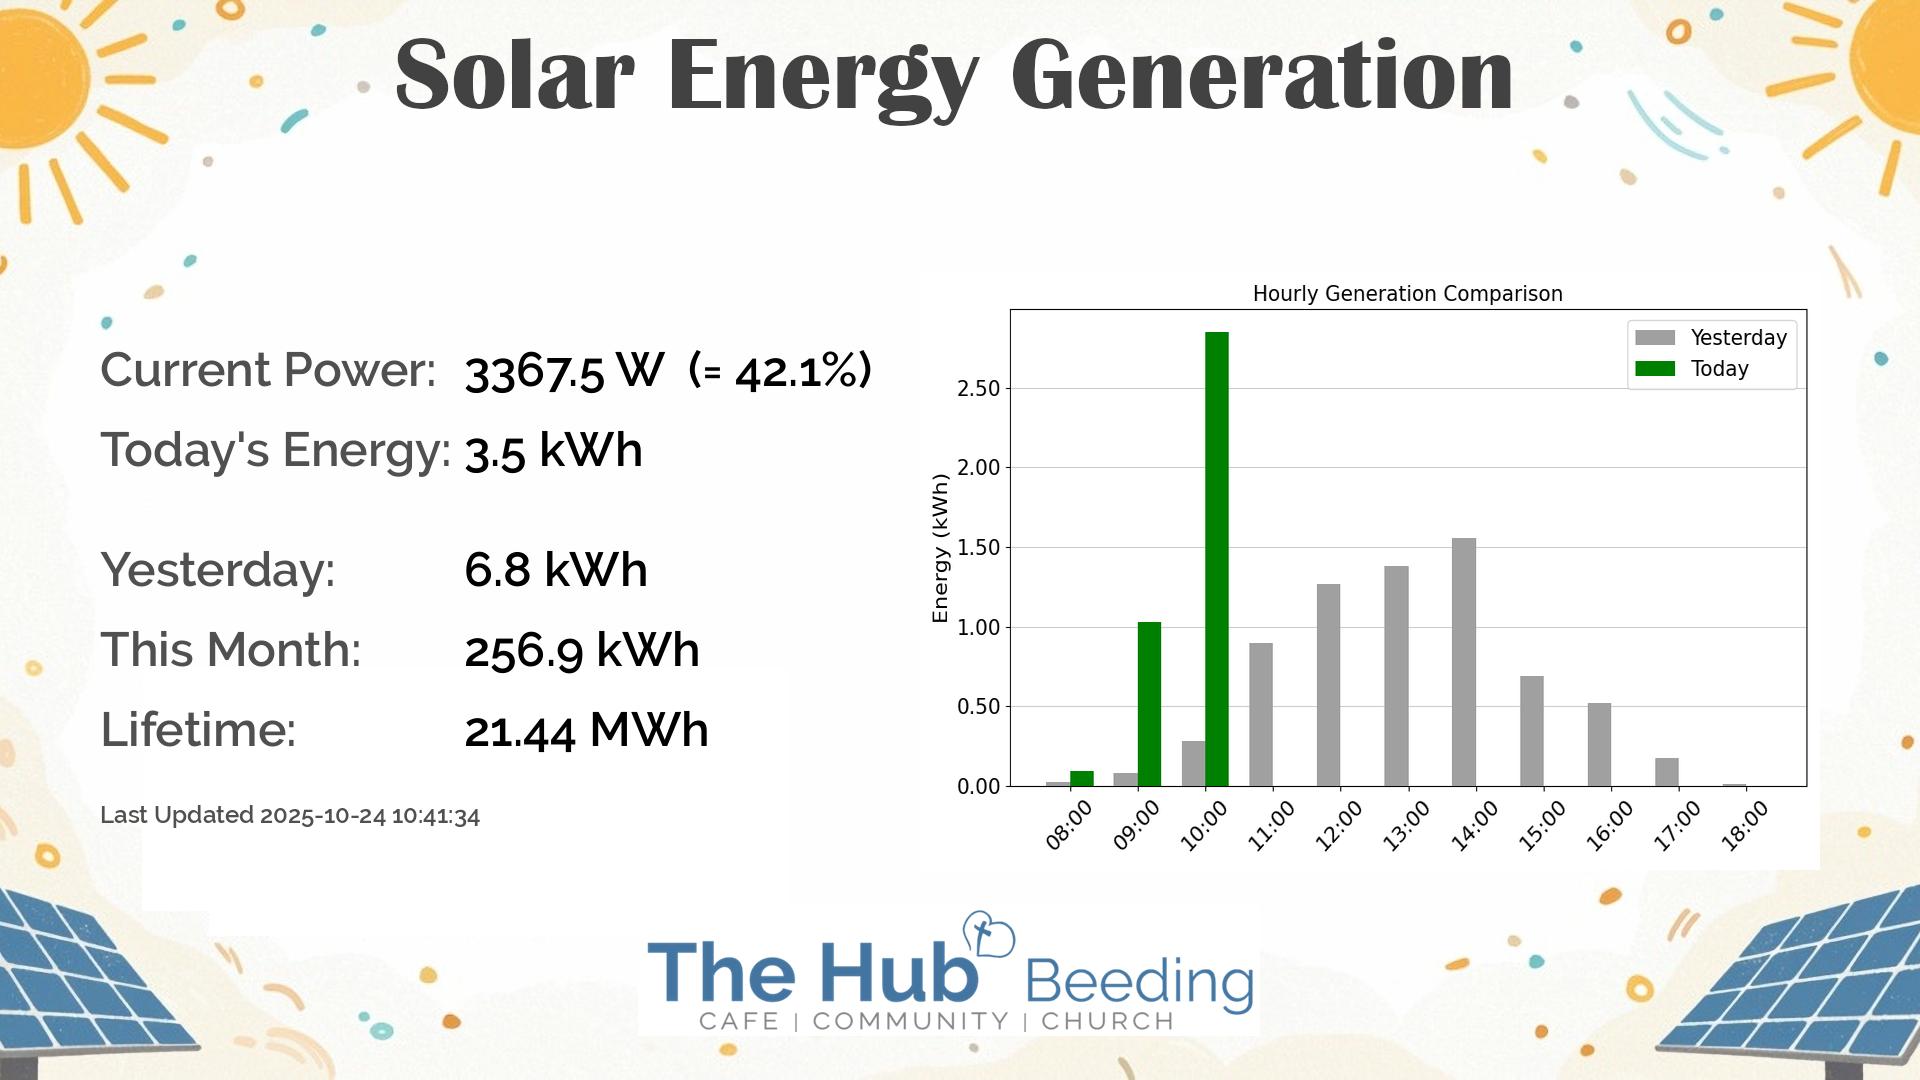 Solar Energy Generation
Current Power: 3367.5 W (= 42.1%)
Today's Energy: 3.5 kWh
Yesterday: 6.8 kWh
This Month: 256.9 kWh
Lifetime: 21.44 MWh
Last Updated 2025-10-24 10:41:34
Hourly Generation Comparison
Yesterday
Today
Energy (kWh)
2.50
2.00
1.50
1.00
0.50
0.00
08:00 09:00 10:00 11:00 12:00 13:00 14:00 15:00 16:00 17:00 18:00
The Hub Beeding
CAFE | COMMUNITY | CHURCH